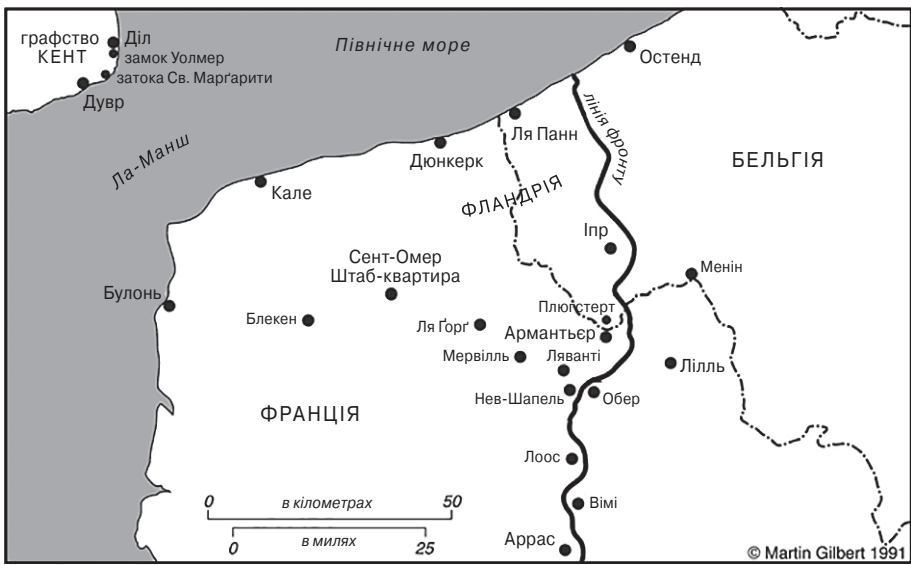 графство
КЕНТ
Діл
замок Уолмер
затока Св. Марґарити
Дувр
Північне море
Остенд
лінія фронту
Ля Панн
Ла-Манш
Дюнкерк
БЕЛЬГІЯ
Кале
ФЛАНДРІЯ
Іпр
Сент-Омер
Штаб-квартира
Менін
Булонь
Блекен
Плюгстерт
Ля Ґорґ
Армантьєр
Мервілль
Ляванті
Лілль
Нев-Шапель
Обер
ФРАНЦІЯ
Лоос
0 в кілометрах 50
Вімі
0 в милях 25
Аррас
© Martin Gilbert 1991